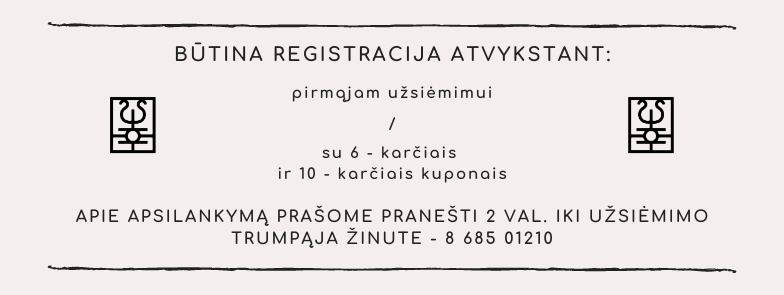 BŪTINA REGISTRACIJA ATVYKSTANT:
pirmąjam užsiėmimui
/
su 6 - karčiais
ir 10 - karčiais kuponais
APIE APSILANKYMĄ PRAŠOME PRANEŠTI 2 VAL. IKI UŽSIĖMIMO
TRUMPĄJA ŽINUTE - 8 685 01210